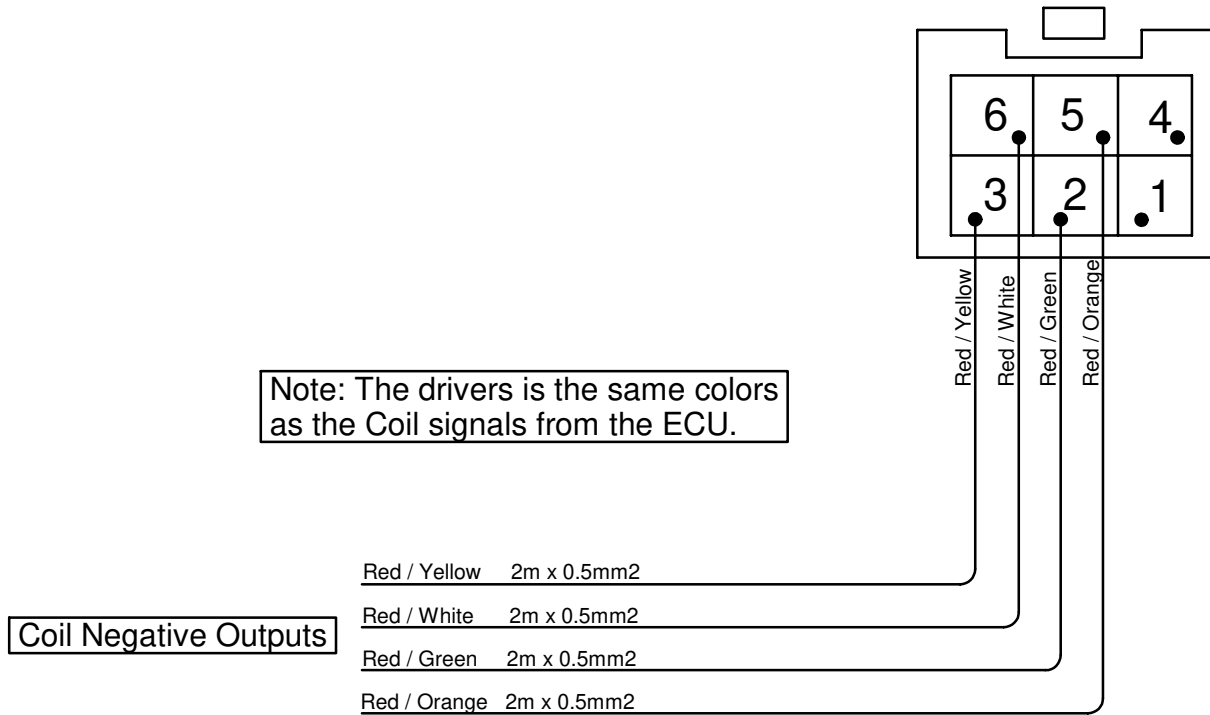 6 5 4
3 2 1
Red / Yellow
Red / White
Red / Green
Red / Orange
Note: The drivers is the same colors
as the Coil signals from the ECU.
Coil Negative Outputs
Red / Yellow 2m x 0.5mm2
Red / White 2m x 0.5mm2
Red / Green 2m x 0.5mm2
Red / Orange 2m x 0.5mm2